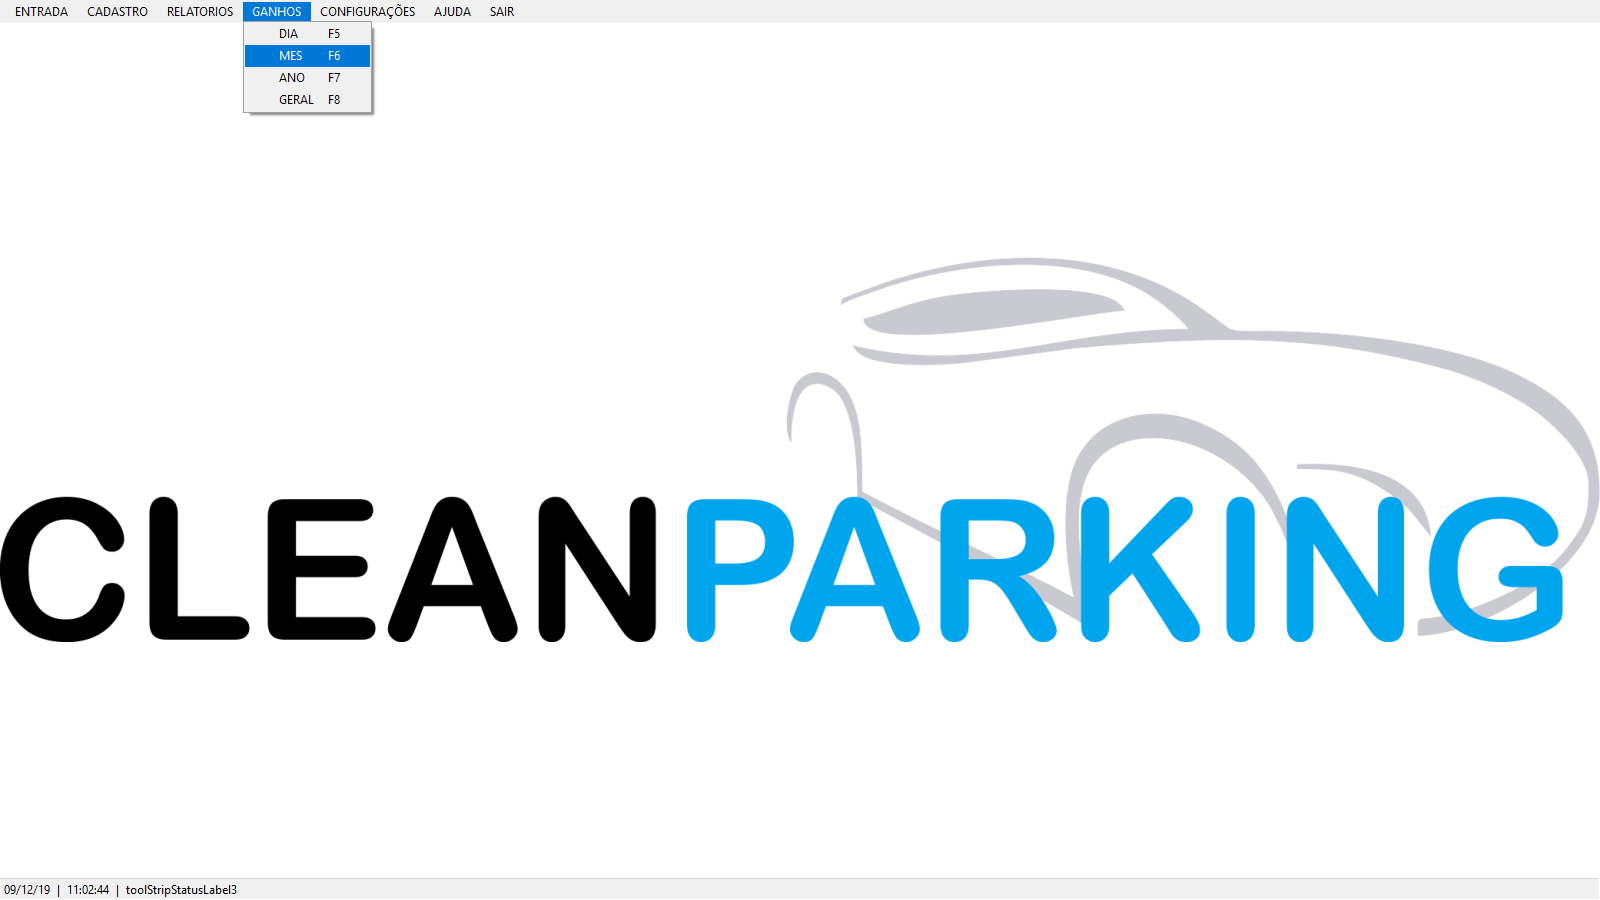 ENTRADA CADASTRO RELATORIOS GANHOS CONFIGURAÇÕES AJUDA SAIR
DIA F5
MES F6
ANO F7
GERAL F8
CLEANPARKING
09/12/19 | 11:02:44 | toolStripStatusLabel3